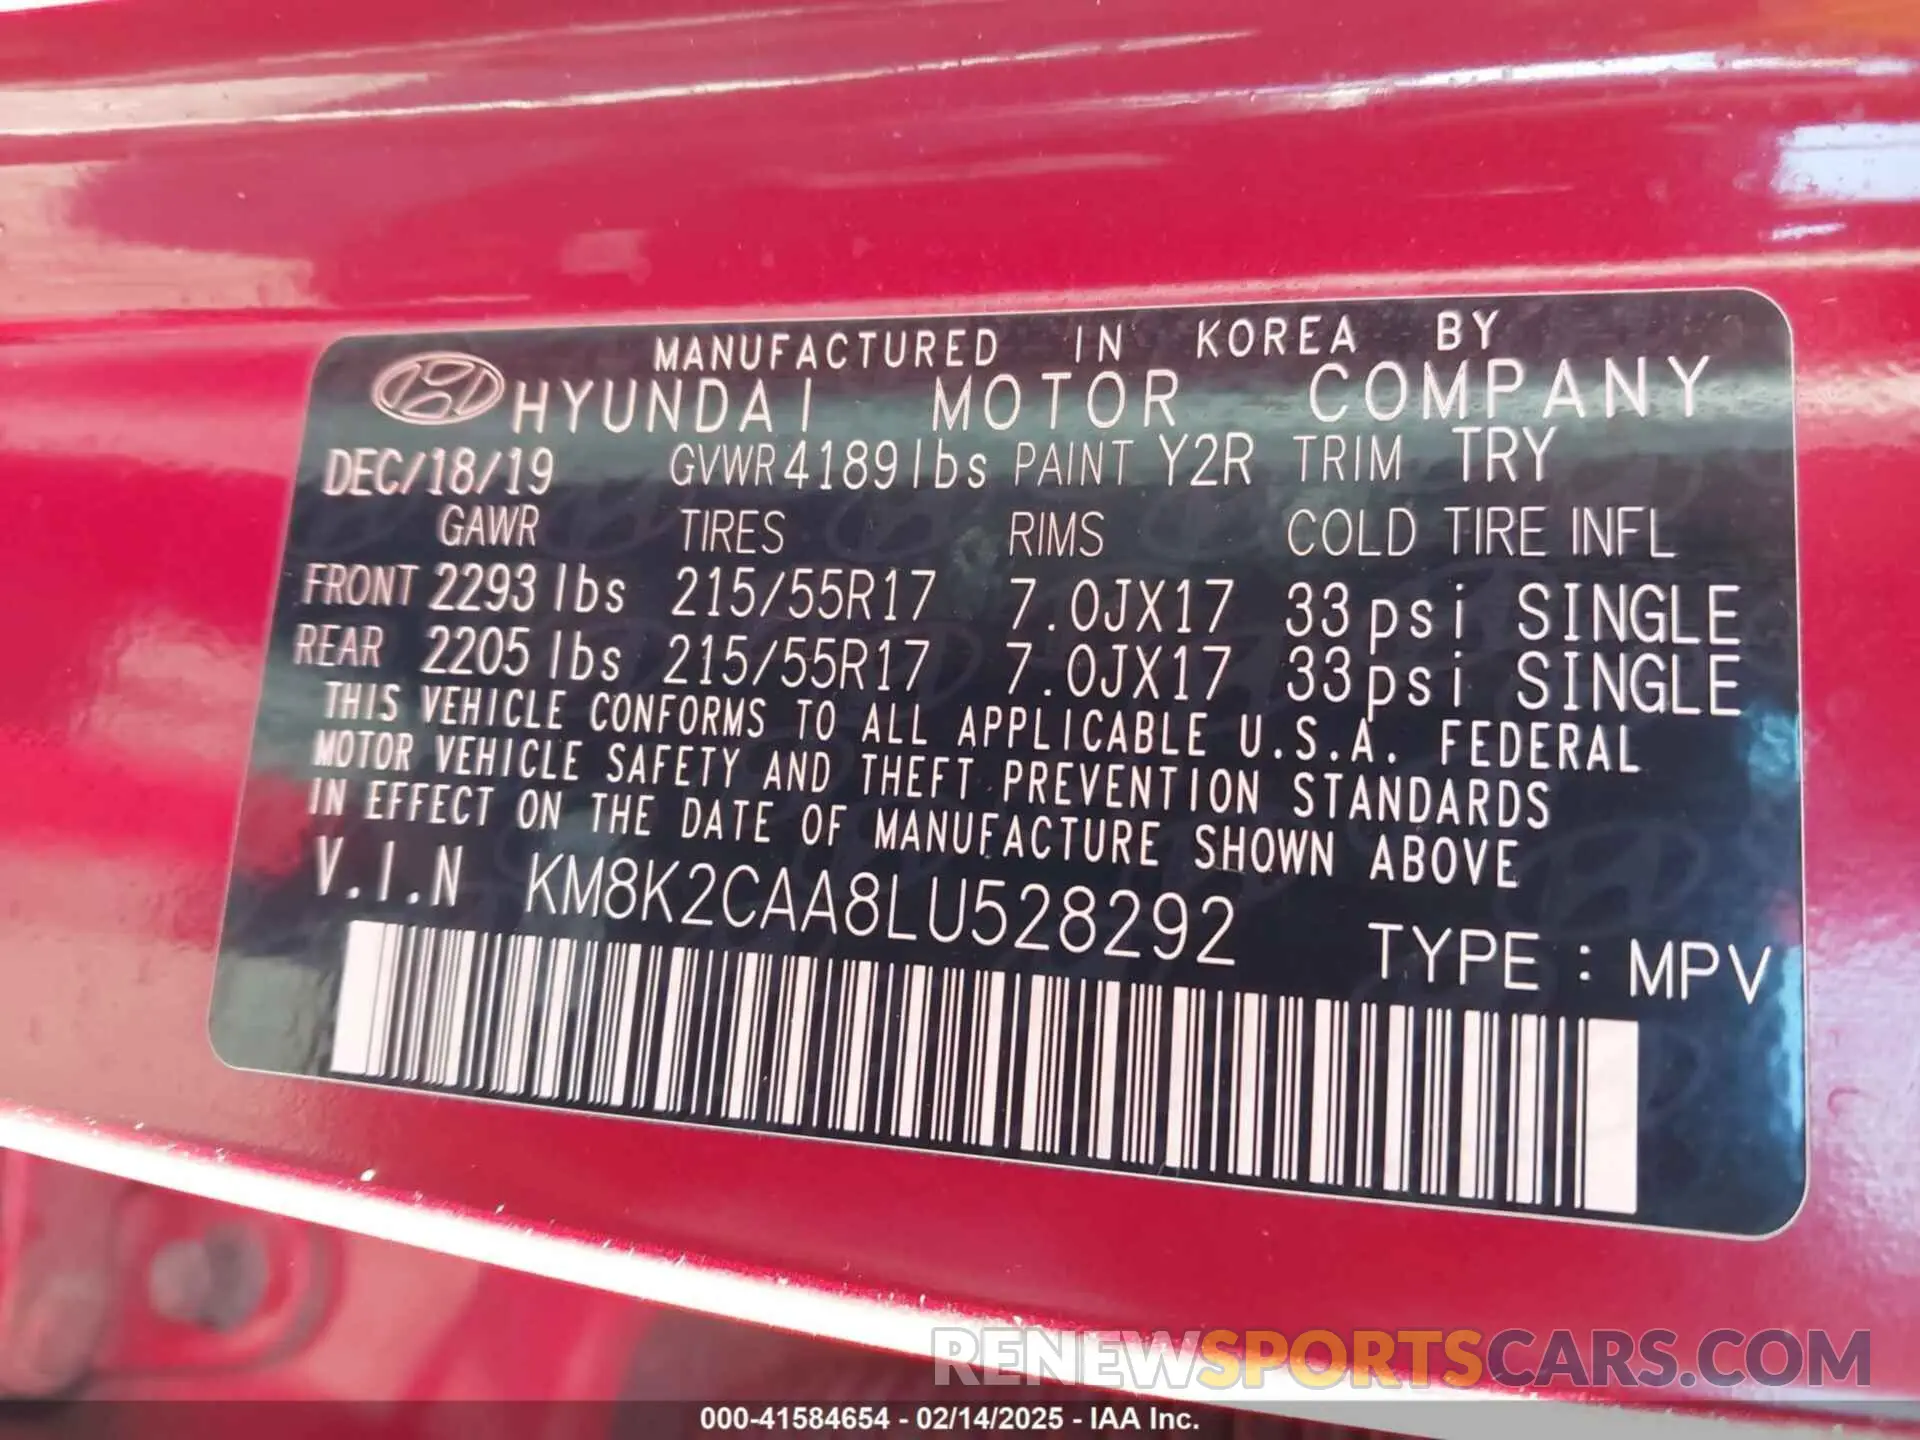 MANUFACTURED IN KOREA BY
HYUNDAI MOTOR COMPANY
DEC/18/19 GVWR 4189 lbs PAINT Y2R TRIM TRY
GAWR TIRES RIMS COLD TIRE INFL
FRONT 2293 lbs 215/55R17 7.0JX17 33psi SINGLE
REAR 2205 lbs 215/55R17 7.0JX17 33psi SINGLE
THIS VEHICLE CONFORMS TO ALL APPLICABLE U.S.A. FEDERAL
MOTOR VEHICLE SAFETY AND THEFT PREVENTION STANDARDS
IN EFFECT ON THE DATE OF MANUFACTURE SHOWN ABOVE
V.I.N KM8K2CAA8LU528292
TYPE : MPV
RENEWSPORTSCARS.COM
000-41584654 - 02/14/2025 - IAA Inc.